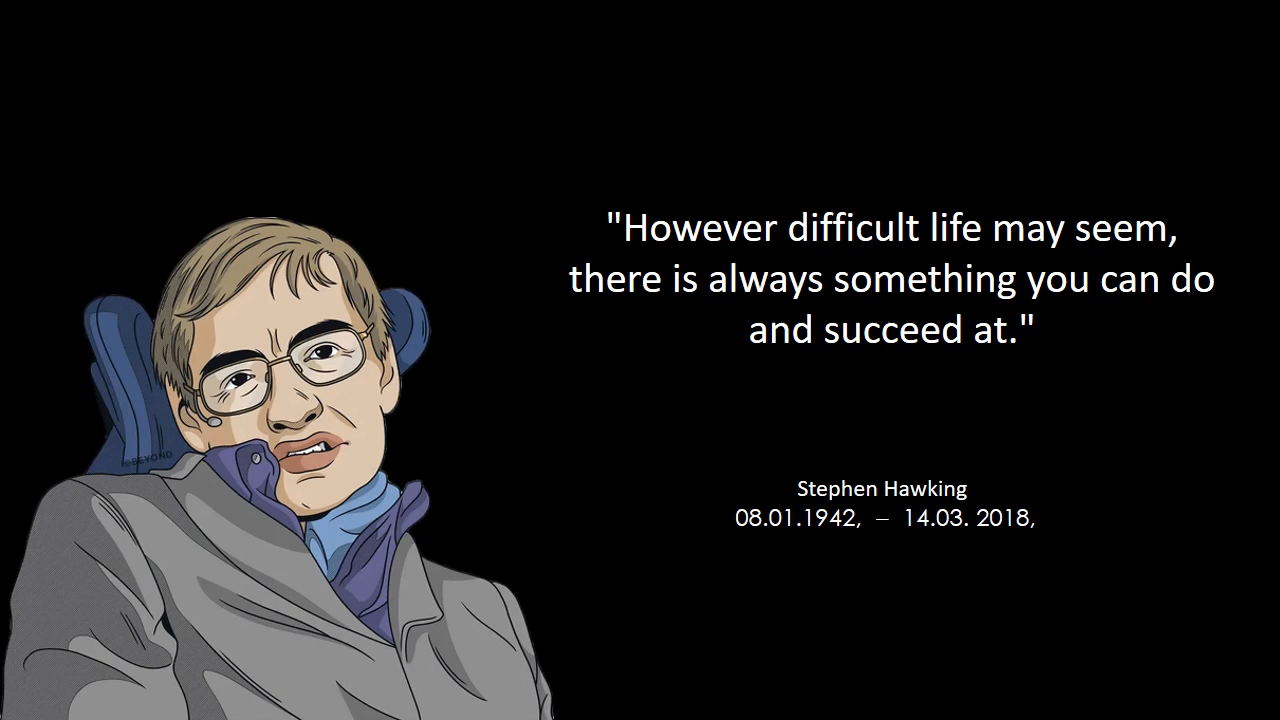 "However difficult life may seem,
there is always something you can do
and succeed at."
Stephen Hawking
08.01.1942, – 14.03. 2018,
@BEYOND